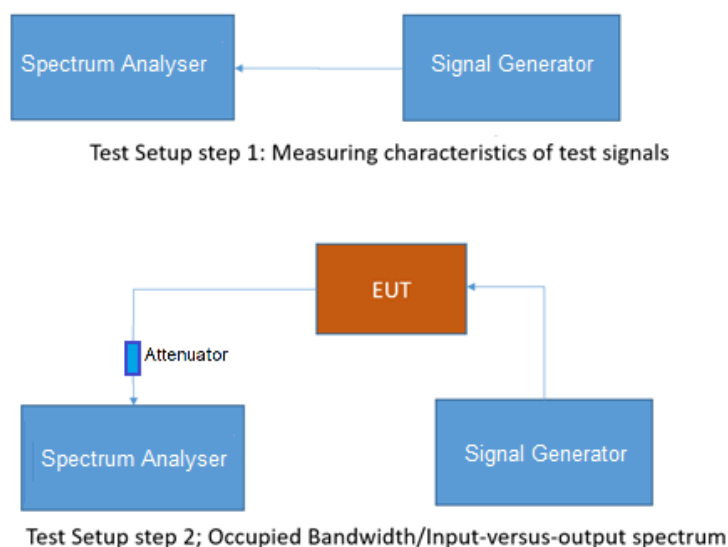 Spectrum Analyser
Signal Generator
Test Setup step 1: Measuring characteristics of test signals
EUT
Attenuator
Spectrum Analyser
Signal Generator
Test Setup step 2; Occupied Bandwidth/Input-versus-output spectrum